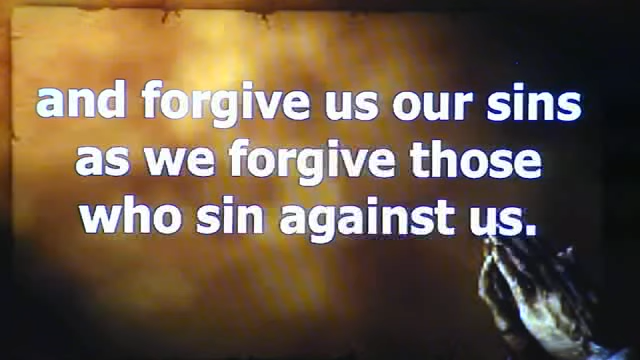 and forgive us our sins
as we forgive those
who sin against us.